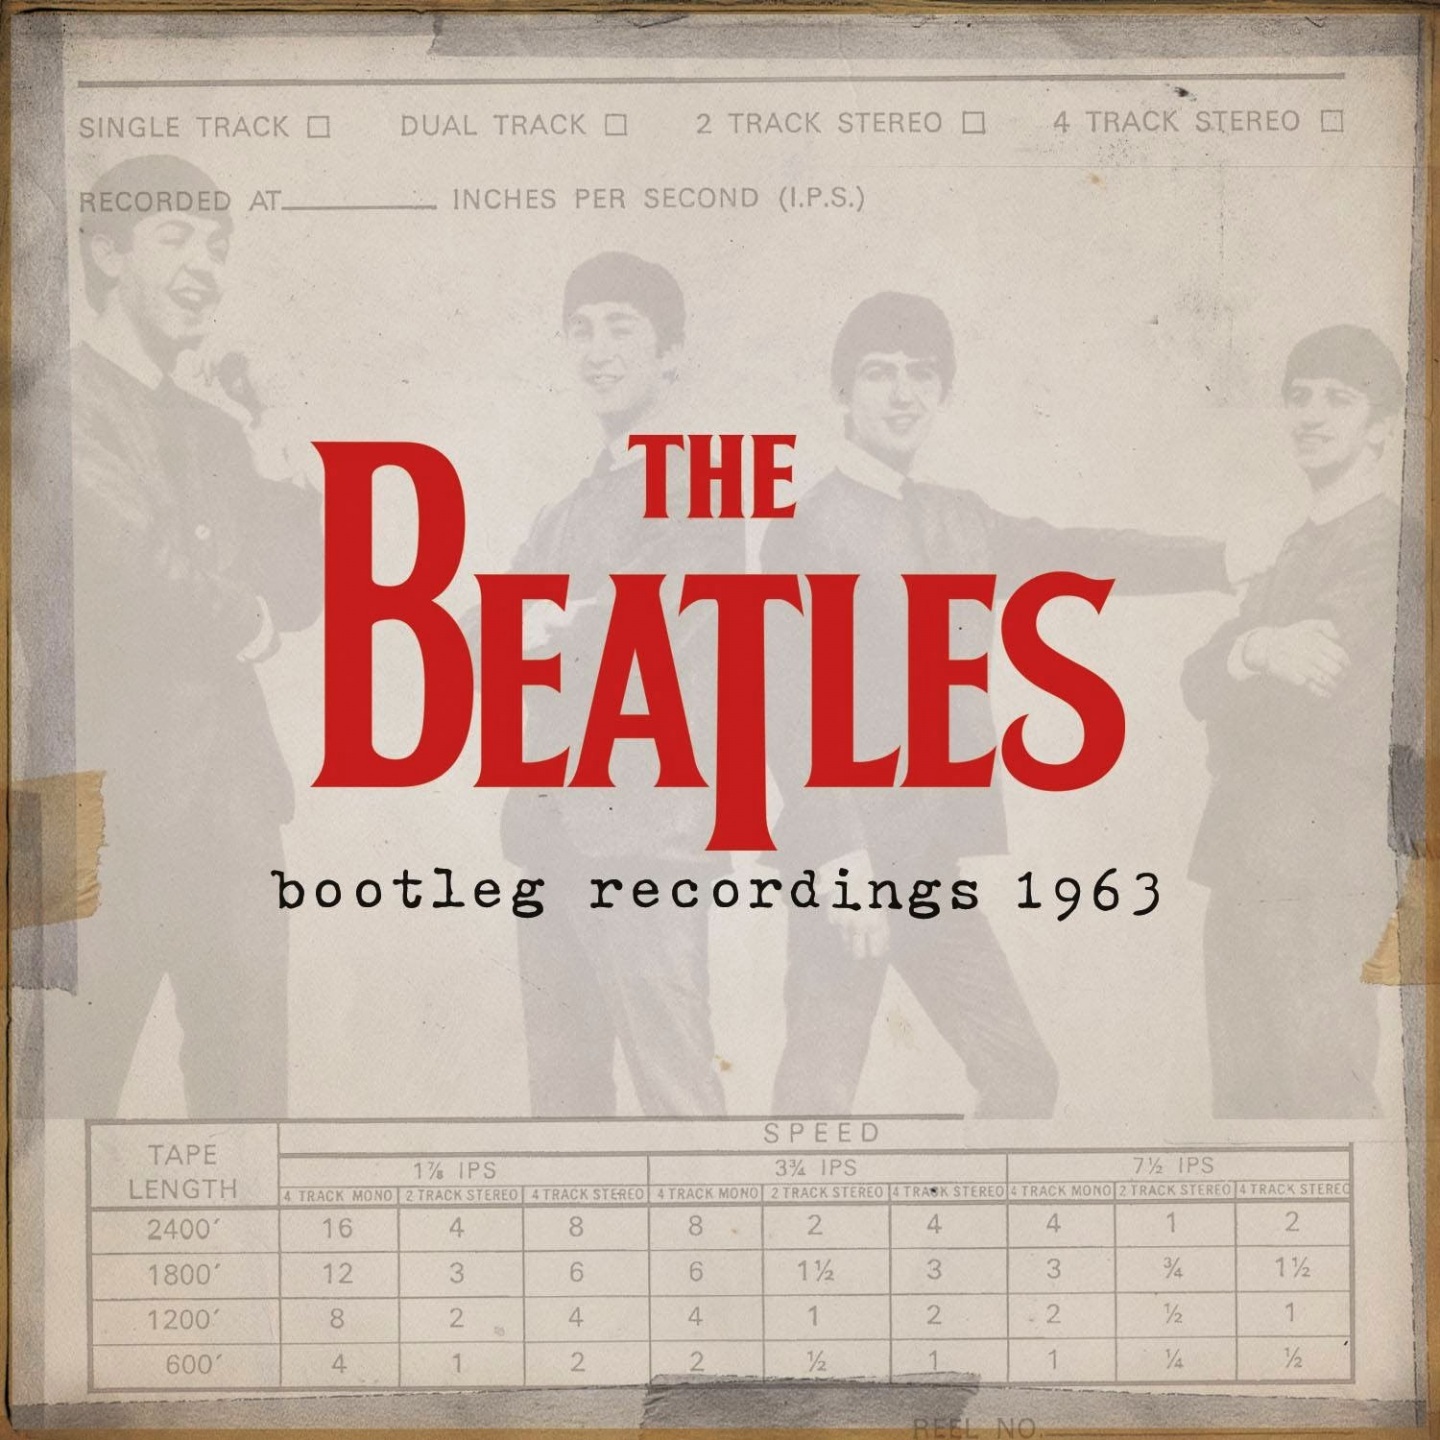 SINGLE TRACK □ DUAL TRACK □ 2 TRACK STEREO □ 4 TRACK STEREO □
RECORDED AT________ INCHES PER SECOND (I.P.S.)
THE
BEATLES
bootleg recordings 1963
TAPE LENGTH SPEED
1⅞ IPS 3¾ IPS 7½ IPS
4 TRACK MONO 2 TRACK STEREO 4 TRACK STEREO 4 TRACK MONO 2 TRACK STEREO 4 TRACK STEREO 4 TRACK MONO 2 TRACK STEREO 4 TRACK STEREO
2400′ 16 4 8 8 2 4 4 1 2
1800′ 12 3 6 6 1½ 3 3 ¾ 1½
1200′ 8 2 4 4 1 2 2 ½ 1
600′ 4 1 2 2 ½ 1 1 ¼ ½
REEL NO.